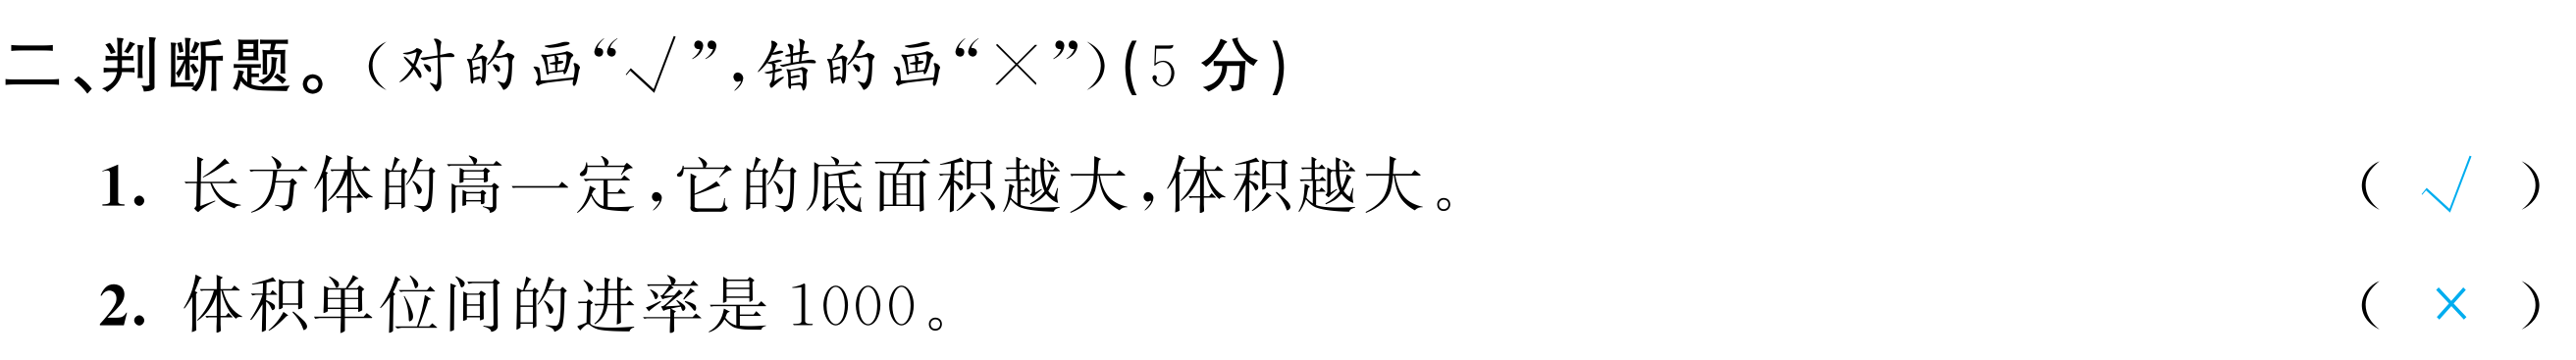 二、判断题。(对的画“√”,错的画“×”)(5 分)
1. 长方体的高一定,它的底面积越大,体积越大。 ( √ )
2. 体积单位间的进率是 1000。 ( × )